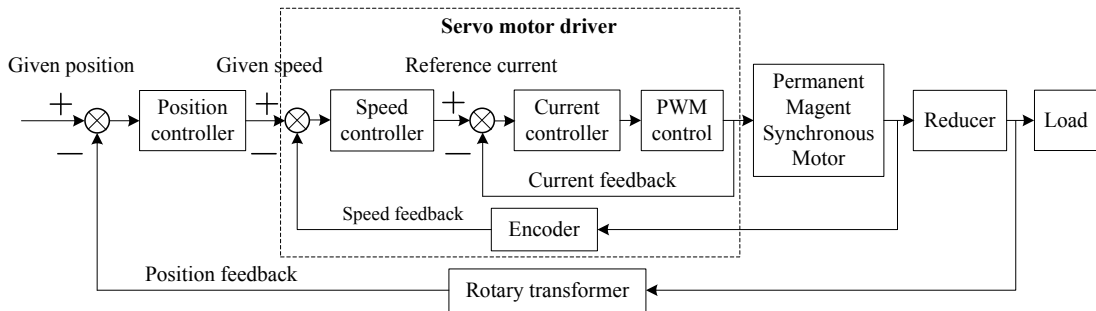 Servo motor driver
Given position
Given speed
Reference current
+
−
Position
controller
+
−
Speed
controller
+
−
Current
controller
PWM
control
Permanent
Magent
Synchronous
Motor
Reducer
Load
Current feedback
Speed feedback
Encoder
Position feedback
Rotary transformer